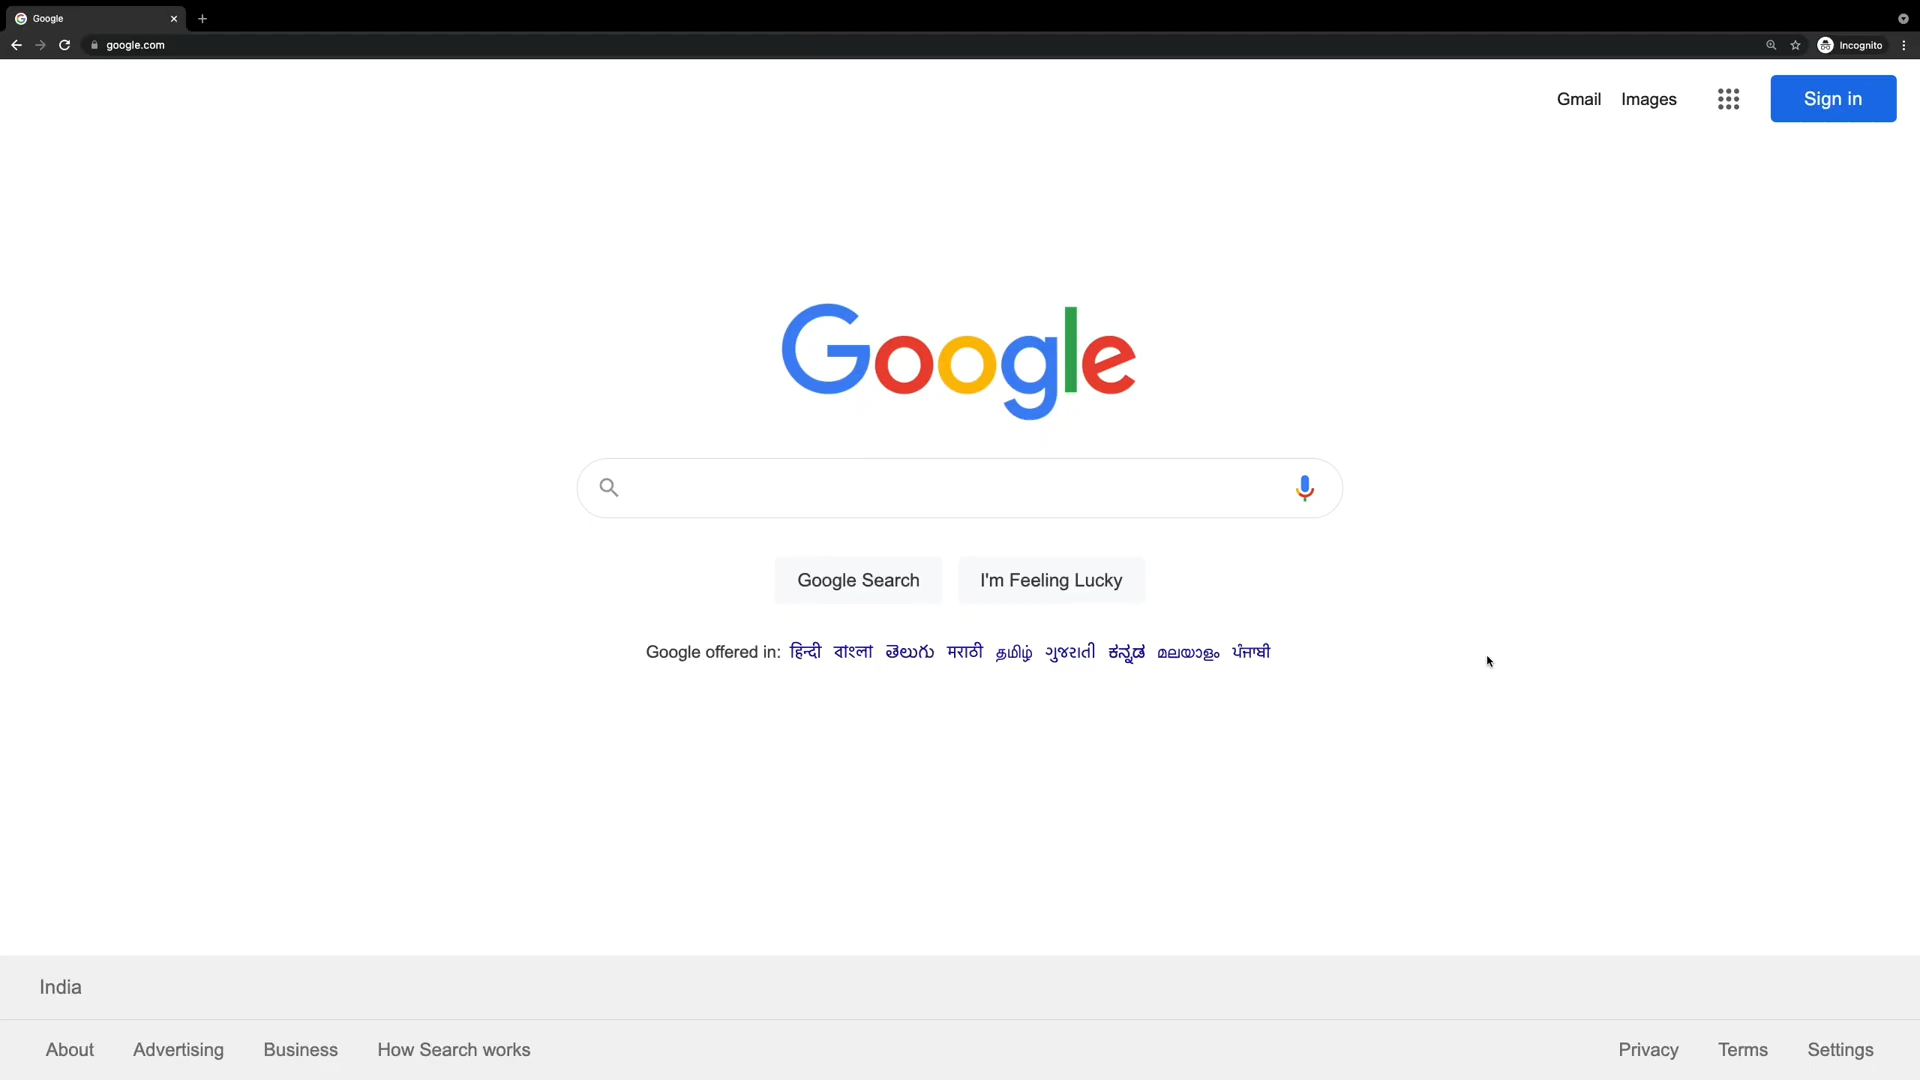 Google
google.com
Incognito
Gmail Images Sign in
Google
Google Search I'm Feeling Lucky
Google offered in: हिन्दी বাংলা తెలుగు मराठी தமிழ் ગુજરાતી ಕನ್ನಡ മലയാളം ਪੰਜਾਬੀ
India
About Advertising Business How Search works Privacy Terms Settings